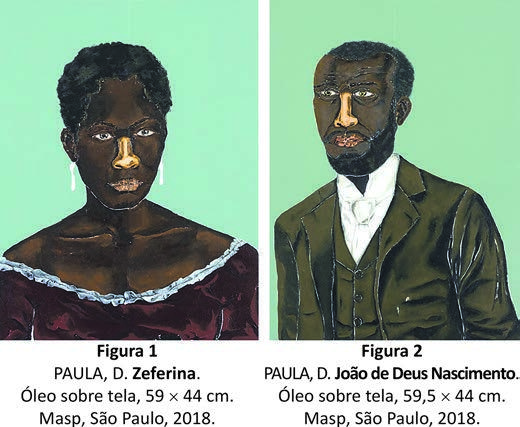 Figura 1
PAULA, D. Zeferina.
Óleo sobre tela, 59 × 44 cm.
Masp, São Paulo, 2018.
Figura 2
PAULA, D. João de Deus Nascimento.
Óleo sobre tela, 59,5 × 44 cm.
Masp, São Paulo, 2018.